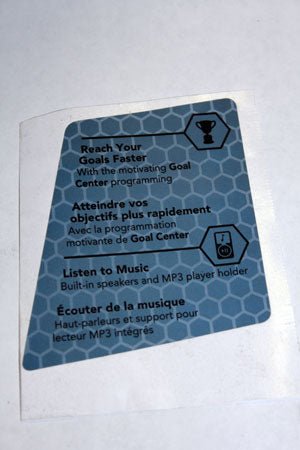 Reach Your
Goals Faster
With the motivating Goal
Center programming
Atteindre vos
objectifs plus rapidement
Avec la programmation
motivante de Goal Center
Listen to Music
Built-in speakers and MP3 player holder
Écouter de la musique
Haut-parleurs et support pour
lecteur MP3 intégrés